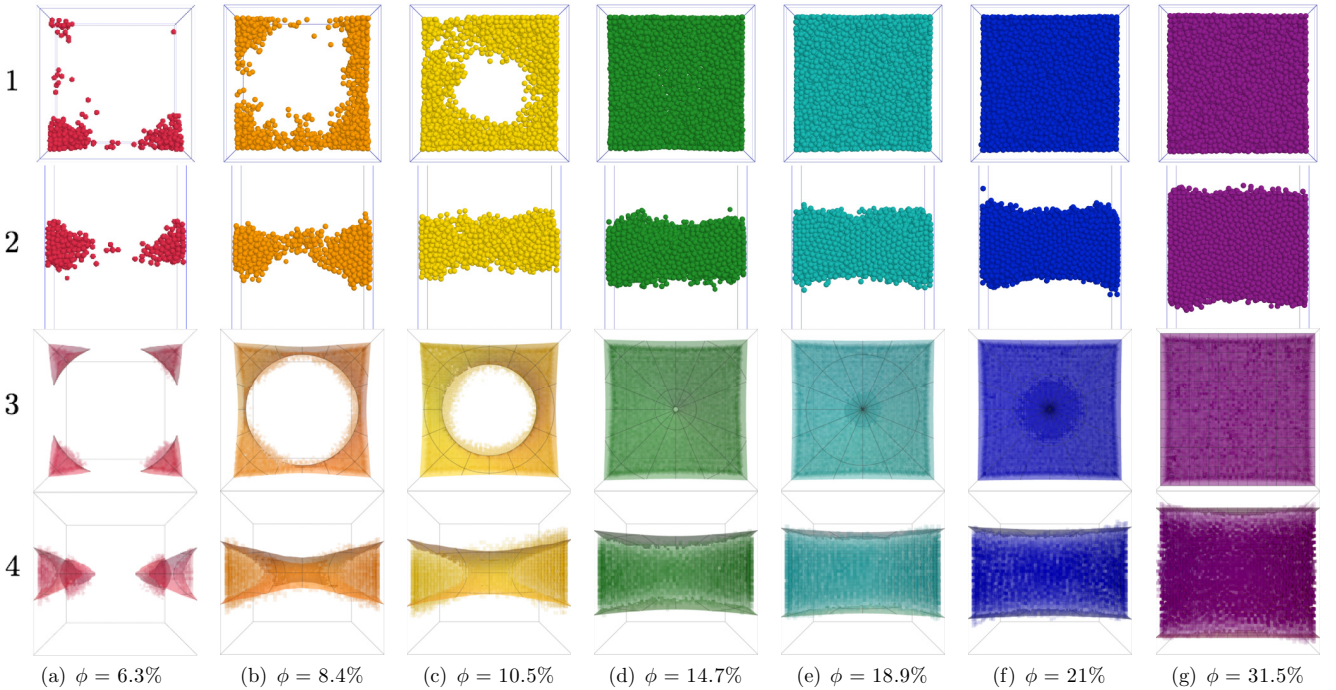 1
2
3
4
(a) ϕ = 6.3% (b) ϕ = 8.4% (c) ϕ = 10.5% (d) ϕ = 14.7% (e) ϕ = 18.9% (f) ϕ = 21% (g) ϕ = 31.5%